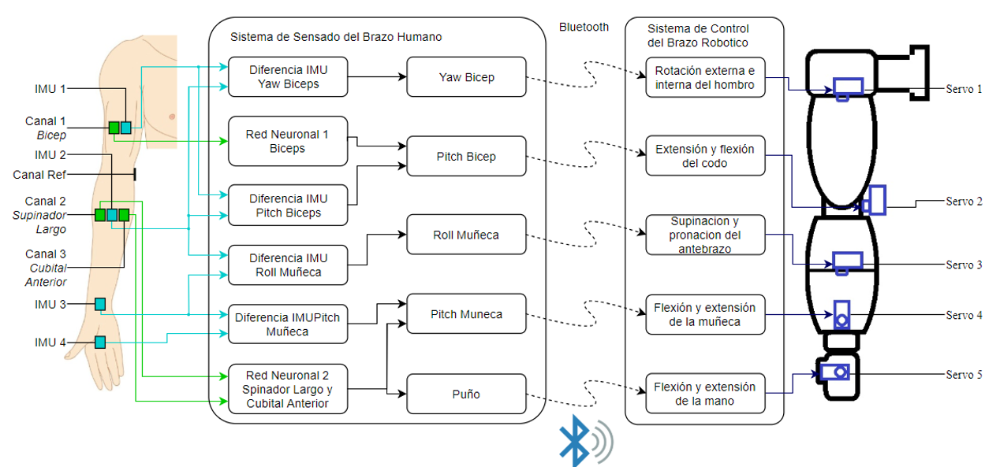 Sistema de Sensado del Brazo Humano
Bluetooth
Sistema de Control
del Brazo Robotico
IMU 1
Canal 1
Bicep
IMU 2
Canal Ref
Canal 2
Supinador
Largo
Canal 3
Cubital
Anterior
IMU 3
IMU 4
Diferencia IMU
Yaw Biceps
Red Neuronal 1
Biceps
Diferencia IMU
Pitch Biceps
Diferencia IMU
Roll Muñeca
Diferencia IMUPitch
Muñeca
Red Neuronal 2
Spinador Largo y
Cubital Anterior
Yaw Bicep
Pitch Bicep
Roll Muñeca
Pitch Muneca
Puño
Rotación externa e
interna del hombro
Extensión y flexión
del codo
Supinacion y
pronacion del
antebrazo
Flexión y extensión
de la muñeca
Flexión y extensión
de la mano
Servo 1
Servo 2
Servo 3
Servo 4
Servo 5